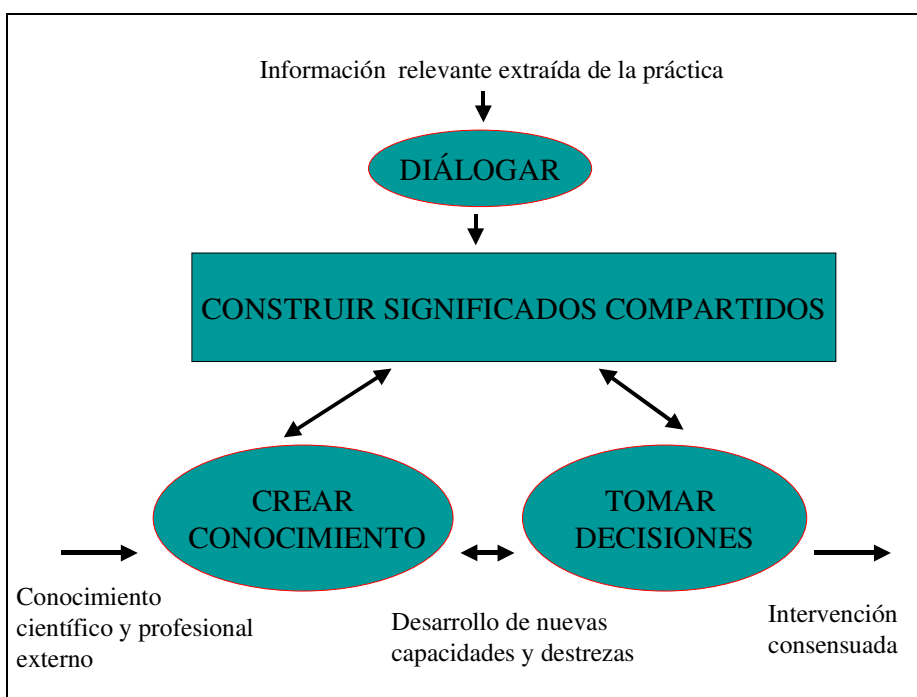 Información relevante extraída de la práctica
DIÁLOGAR
CONSTRUIR SIGNIFICADOS COMPARTIDOS
CREAR
CONOCIMIENTO
TOMAR
DECISIONES
Conocimiento
científico y profesional
externo
Desarrollo de nuevas
capacidades y destrezas
Intervención
consensuada